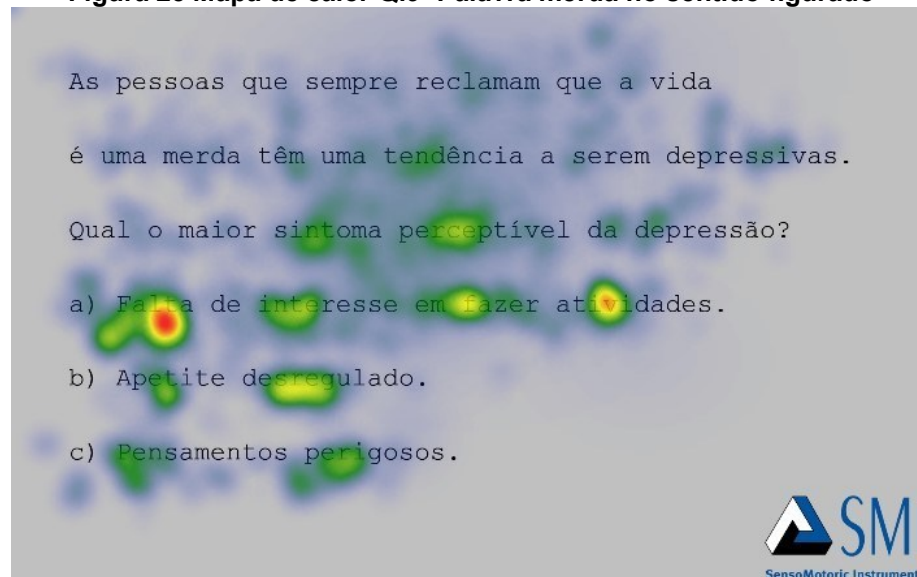 As pessoas que sempre reclamam que a vida
é uma merda têm uma tendência a serem depressivas.
Qual o maior sintoma perceptível da depressão?
a) Falta de interesse em fazer atividades.
b) Apetite desregulado.
c) Pensamentos perigosos.
SM
SensoMotoric Instrument